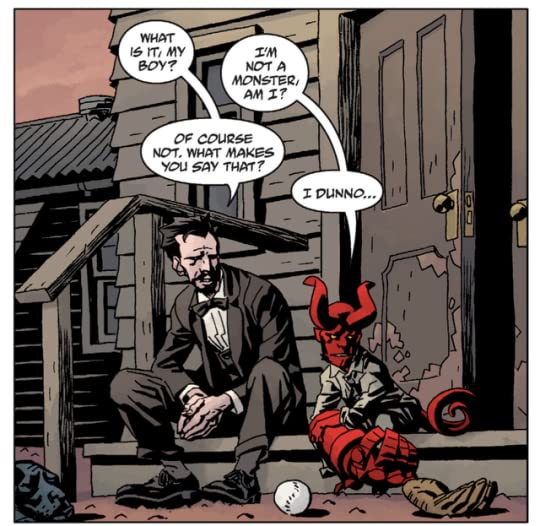 WHAT
IS IT, MY
BOY?
I'M
NOT A
MONSTER,
AM I?
OF COURSE
NOT. WHAT MAKES
YOU SAY THAT?
I DUNNO...